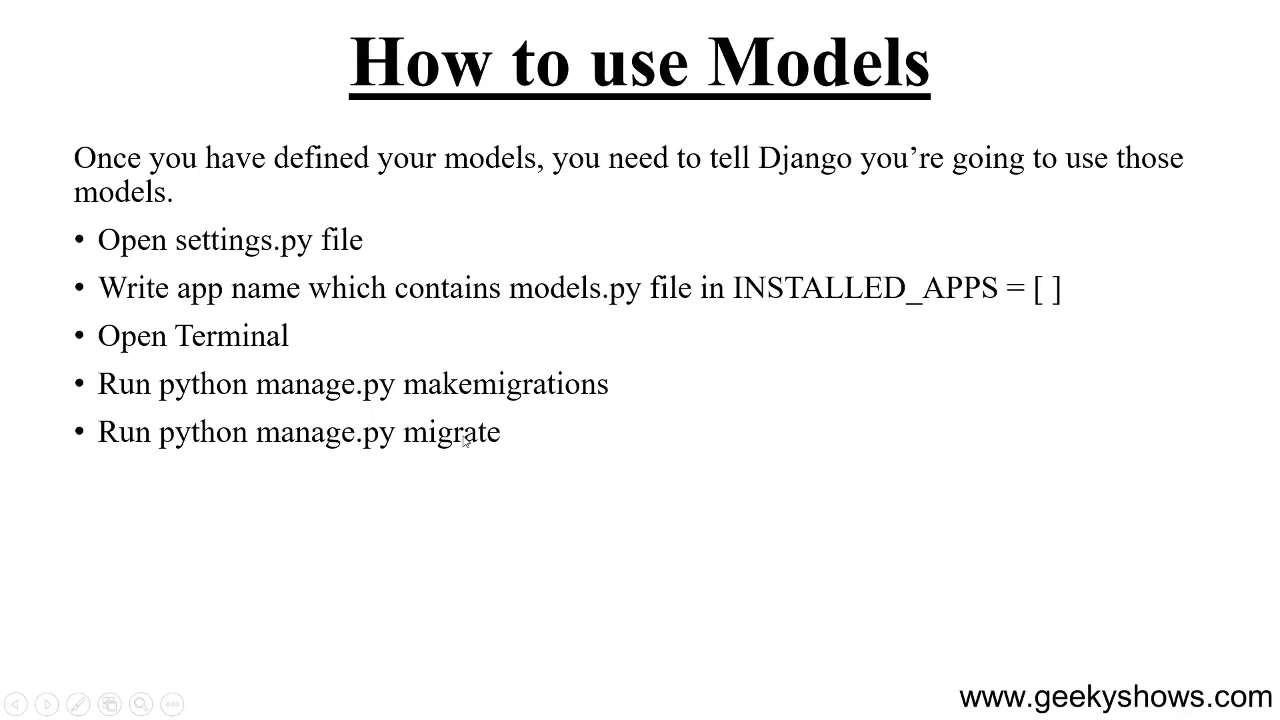 How to use Models
Once you have defined your models, you need to tell Django you’re going to use those
models.
• Open settings.py file
• Write app name which contains models.py file in INSTALLED_APPS = [ ]
• Open Terminal
• Run python manage.py makemigrations
• Run python manage.py migrate
www.geekyshows.com